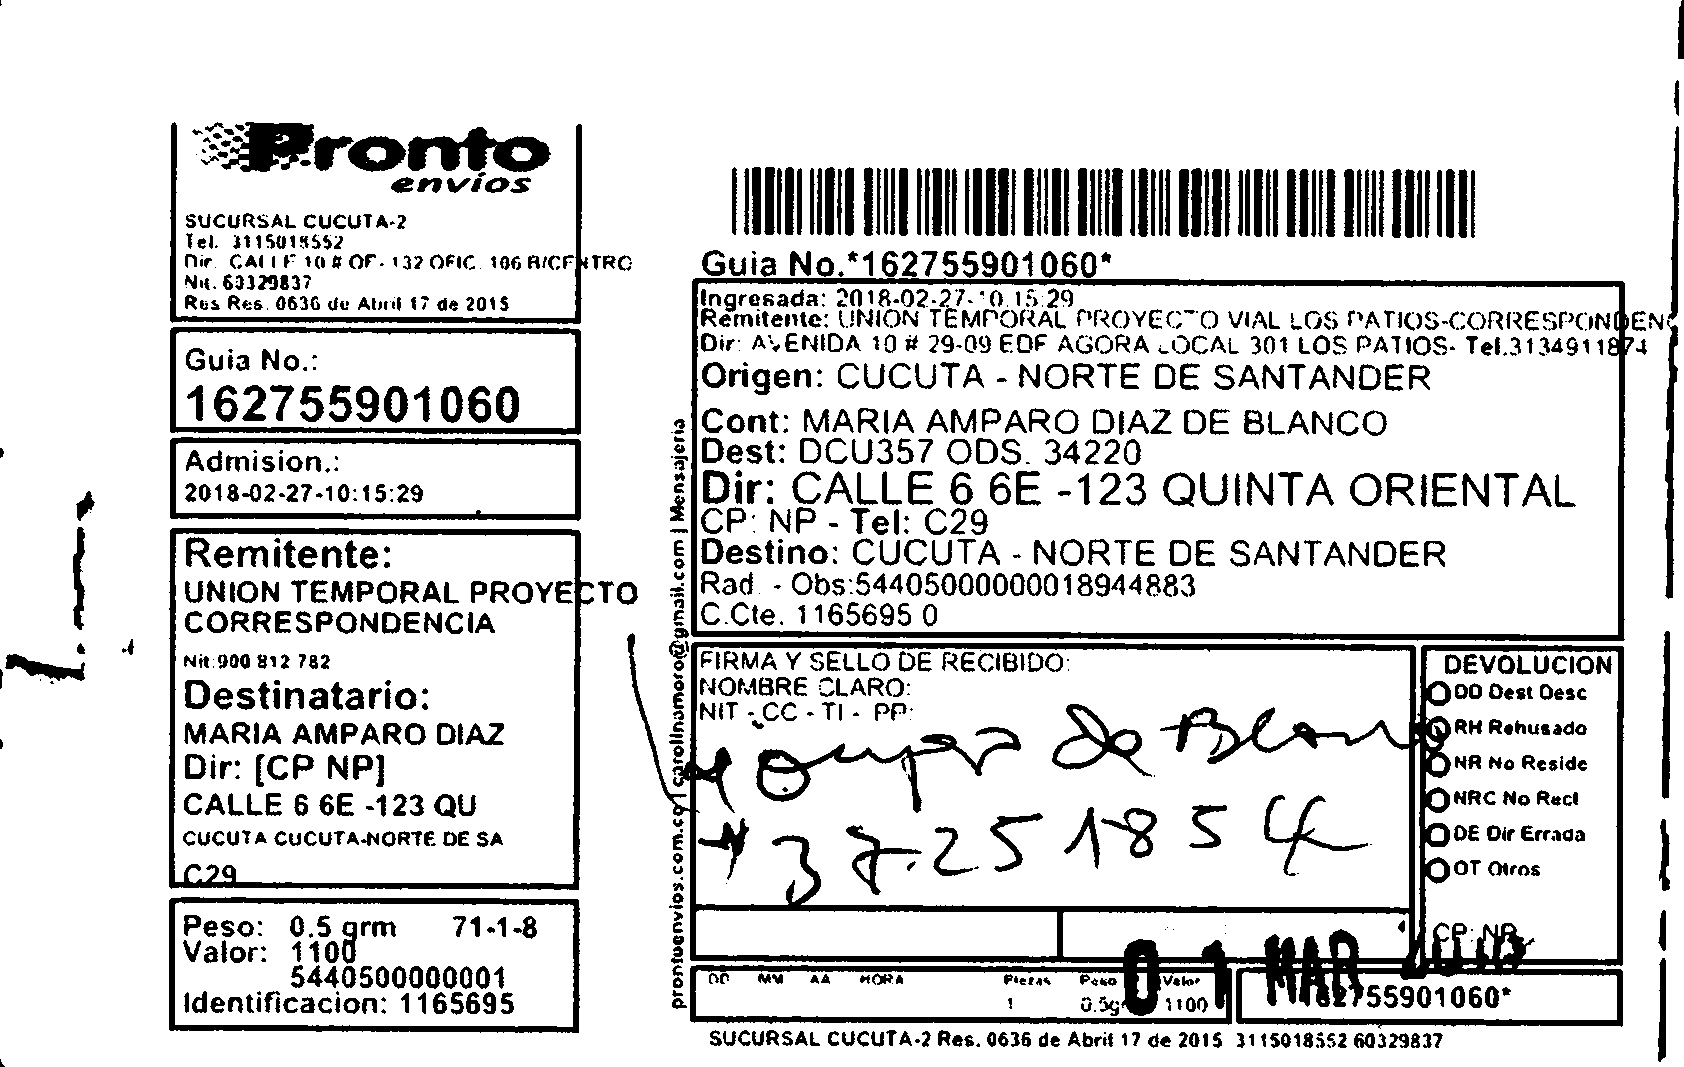 Pronto
envíos
SUCURSAL CUCUTA-2
Tel. 3115018552
Dir. CALLE 10 # OE- 132 OFIC. 106 B/CENTRO
Nit. 60329837
Res Res. 0636 de Abril 17 de 2015
Guia No.:
162755901060
Admision.:
2018-02-27-10:15:29
Remitente:
UNION TEMPORAL PROYECTO
CORRESPONDENCIA
Nit:900 812 782
Destinatario:
MARIA AMPARO DIAZ
Dir: [CP NP]
CALLE 6 6E -123 QU
CUCUTA CUCUTA-NORTE DE SA
C29
Peso: 0.5 grm 71-1-8
Valor: 1100
5440500000001
Identificacion: 1165695
prontoenvios.com.co | carolinamoro@gmail.com | Mensajeria
Guia No.*162755901060*
Ingresada: 2018-02-27-10:15:29
Remitente: UNION TEMPORAL PROYECTO VIAL LOS PATIOS-CORRESPONDENC
Dir: AVENIDA 10 # 29-09 EDF AGORA LOCAL 301 LOS PATIOS- Tel.3134911874
Origen: CUCUTA - NORTE DE SANTANDER
Cont: MARIA AMPARO DIAZ DE BLANCO
Dest: DCU357 ODS. 34220
Dir: CALLE 6 6E -123 QUINTA ORIENTAL
CP: NP - Tel: C29
Destino: CUCUTA - NORTE DE SANTANDER
Rad. - Obs:544050000000018944883
C.Cte. 1165695 0
FIRMA Y SELLO DE RECIBIDO:
NOMBRE CLARO:
NIT - CC - TI - PP:
de Blan
37.251854
DEVOLUCION
DD Dest Desc
RH Rehusado
NR No Reside
NRC No Recl
DE Dir Errada
OT Otros
CP: NP
01 MAR 2018
DD MM AA HORA Piezas Peso Valor
1 0.5g 1100
162755901060*
SUCURSAL CUCUTA-2 Res. 0636 de Abril 17 de 2015 3115018552 60329837